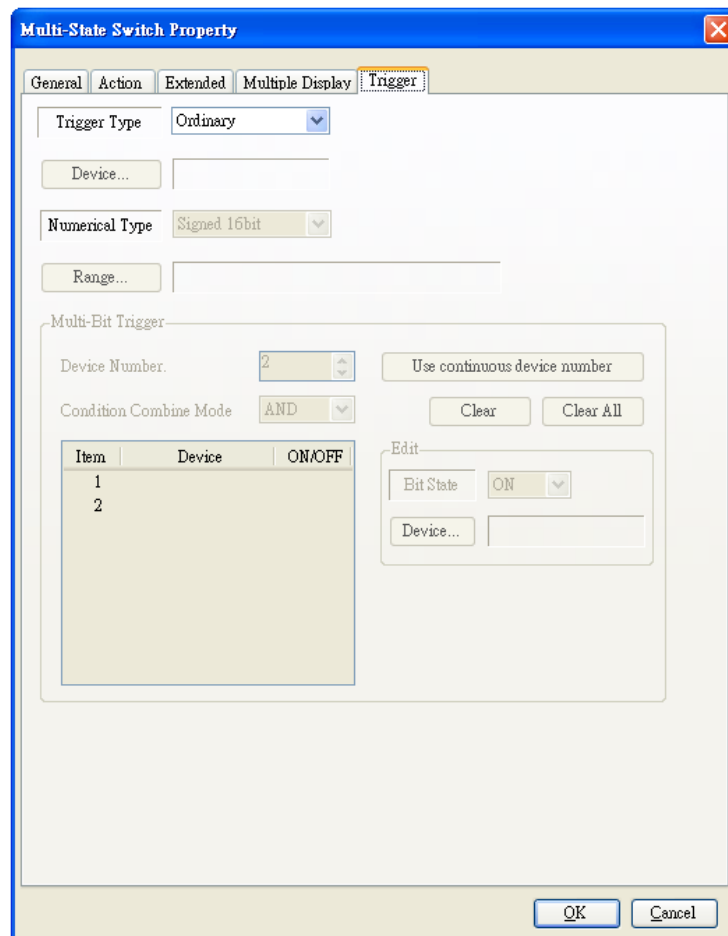 Multi-State Switch Property
General Action Extended Multiple Display Trigger
Trigger Type Ordinary
Device...
Numerical Type Signed 16bit
Range...
Multi-Bit Trigger
Device Number. 2 Use continuous device number
Condition Combine Mode AND Clear Clear All
Item Device ON/OFF
1
2
Edit
Bit State ON
Device...
OK Cancel